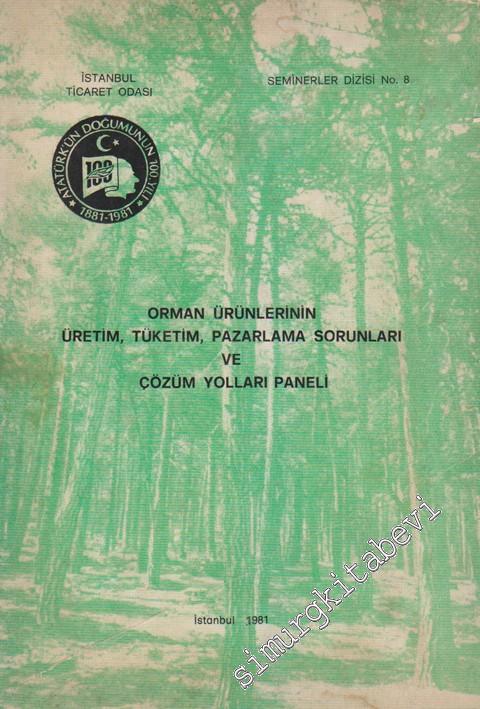 İSTANBUL
TİCARET ODASI
SEMİNERLER DİZİSİ No. 8
ATATÜRK'ÜN DOĞUMUNUN 100. YILI
100
★ 1881-1981 ★
ORMAN ÜRÜNLERİNİN
ÜRETİM, TÜKETİM, PAZARLAMA SORUNLARI
VE
ÇÖZÜM YOLLARI PANELİ
İstanbul 1981
simurgkitabevi